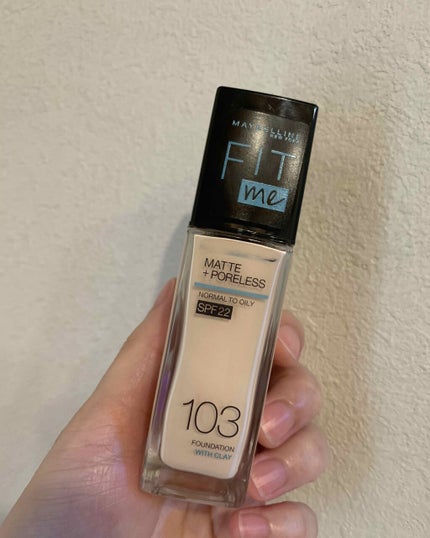 MAYBELLINE
NEW YORK
FIT
me
MATTE
+ PORELESS
NORMAL TO OILY
SPF 22
103
FOUNDATION
WITH CLAY